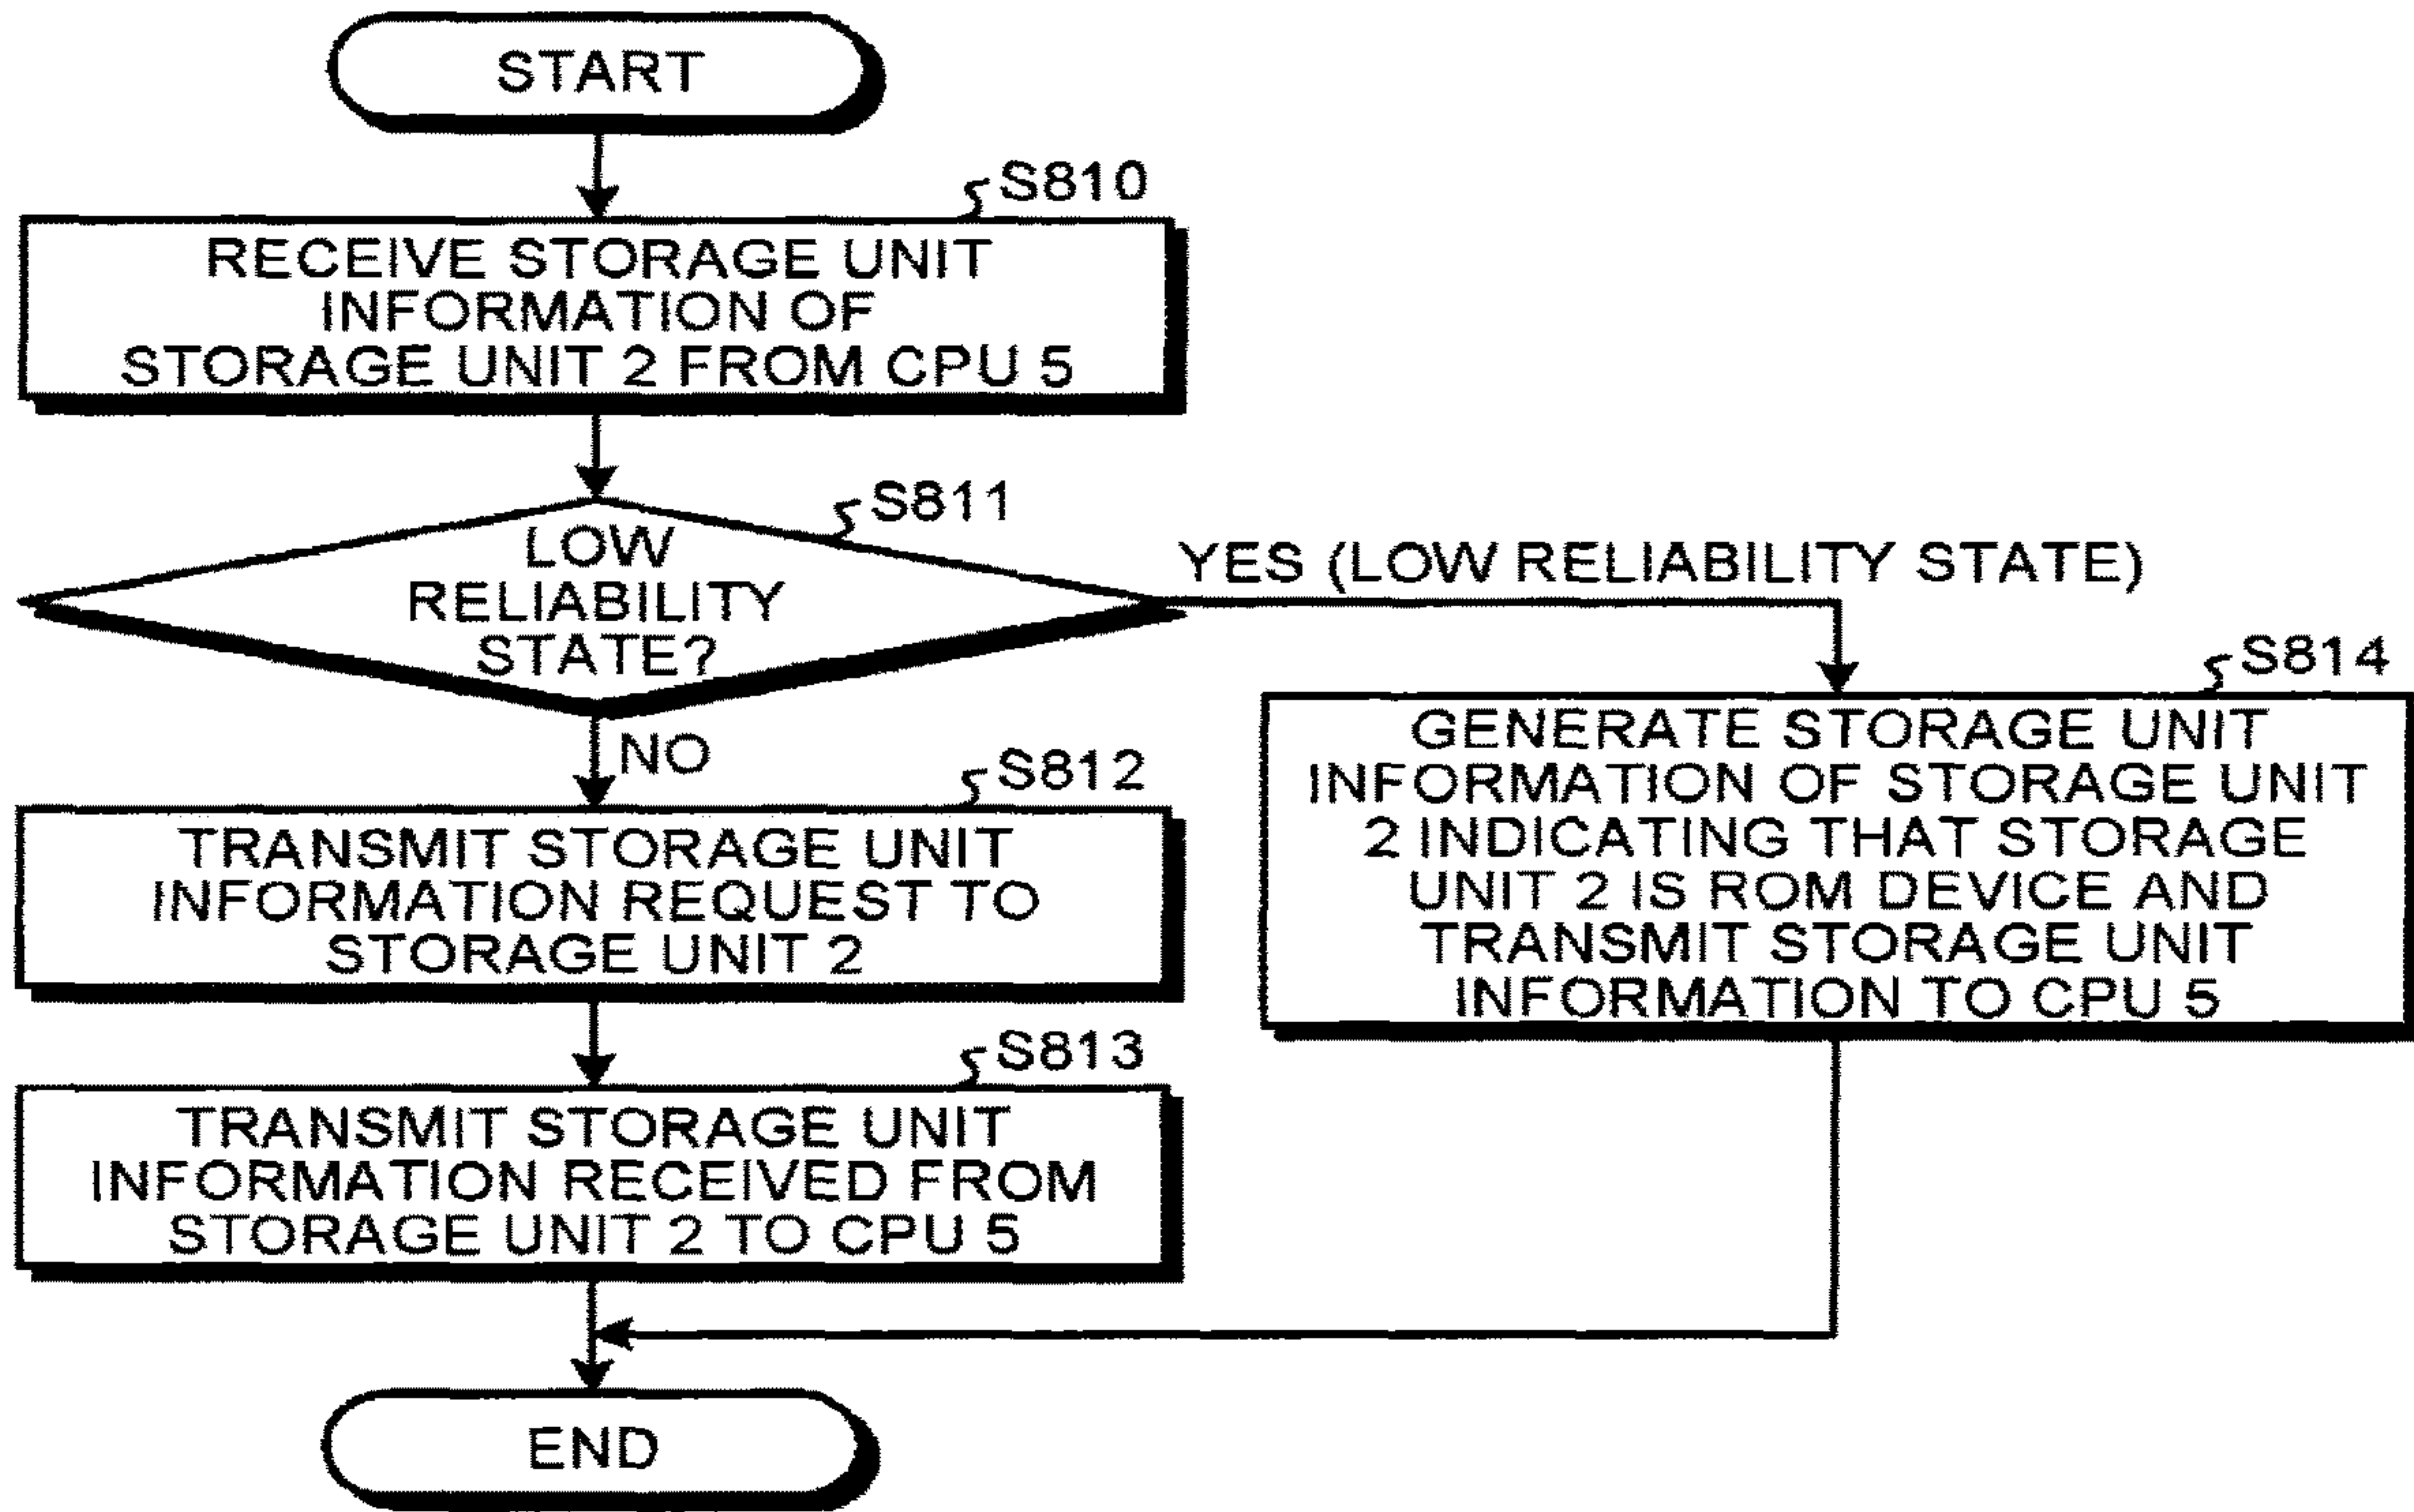 START
S810
RECEIVE STORAGE UNIT
INFORMATION OF
STORAGE UNIT 2 FROM CPU 5
S811
LOW
RELIABILITY
STATE?
YES (LOW RELIABILITY STATE)
NO
S812
TRANSMIT STORAGE UNIT
INFORMATION REQUEST TO
STORAGE UNIT 2
S813
TRANSMIT STORAGE UNIT
INFORMATION RECEIVED FROM
STORAGE UNIT 2 TO CPU 5
S814
GENERATE STORAGE UNIT
INFORMATION OF STORAGE UNIT
2 INDICATING THAT STORAGE
UNIT 2 IS ROM DEVICE AND
TRANSMIT STORAGE UNIT
INFORMATION TO CPU 5
END